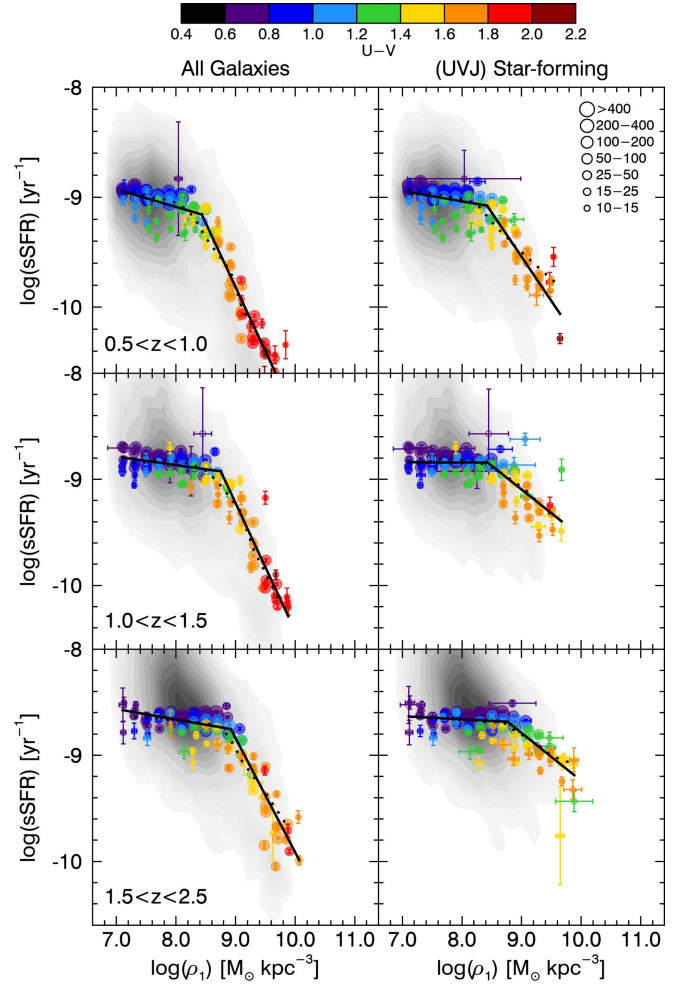 0.4 0.6 0.8 1.0 1.2 1.4 1.6 1.8 2.0 2.2
U−V
All Galaxies (UVJ) Star-forming
-8
>400
200−400
100−200
50−100
25−50
15−25
10−15
-9
log(sSFR) [yr⁻¹]
-10
0.5<z<1.0
-8
-9
log(sSFR) [yr⁻¹]
-10
1.0<z<1.5
-8
-9
log(sSFR) [yr⁻¹]
-10
1.5<z<2.5
7.0 8.0 9.0 10.0 11.0 7.0 8.0 9.0 10.0 11.0
log(ρ₁) [M☉ kpc⁻³] log(ρ₁) [M☉ kpc⁻³]